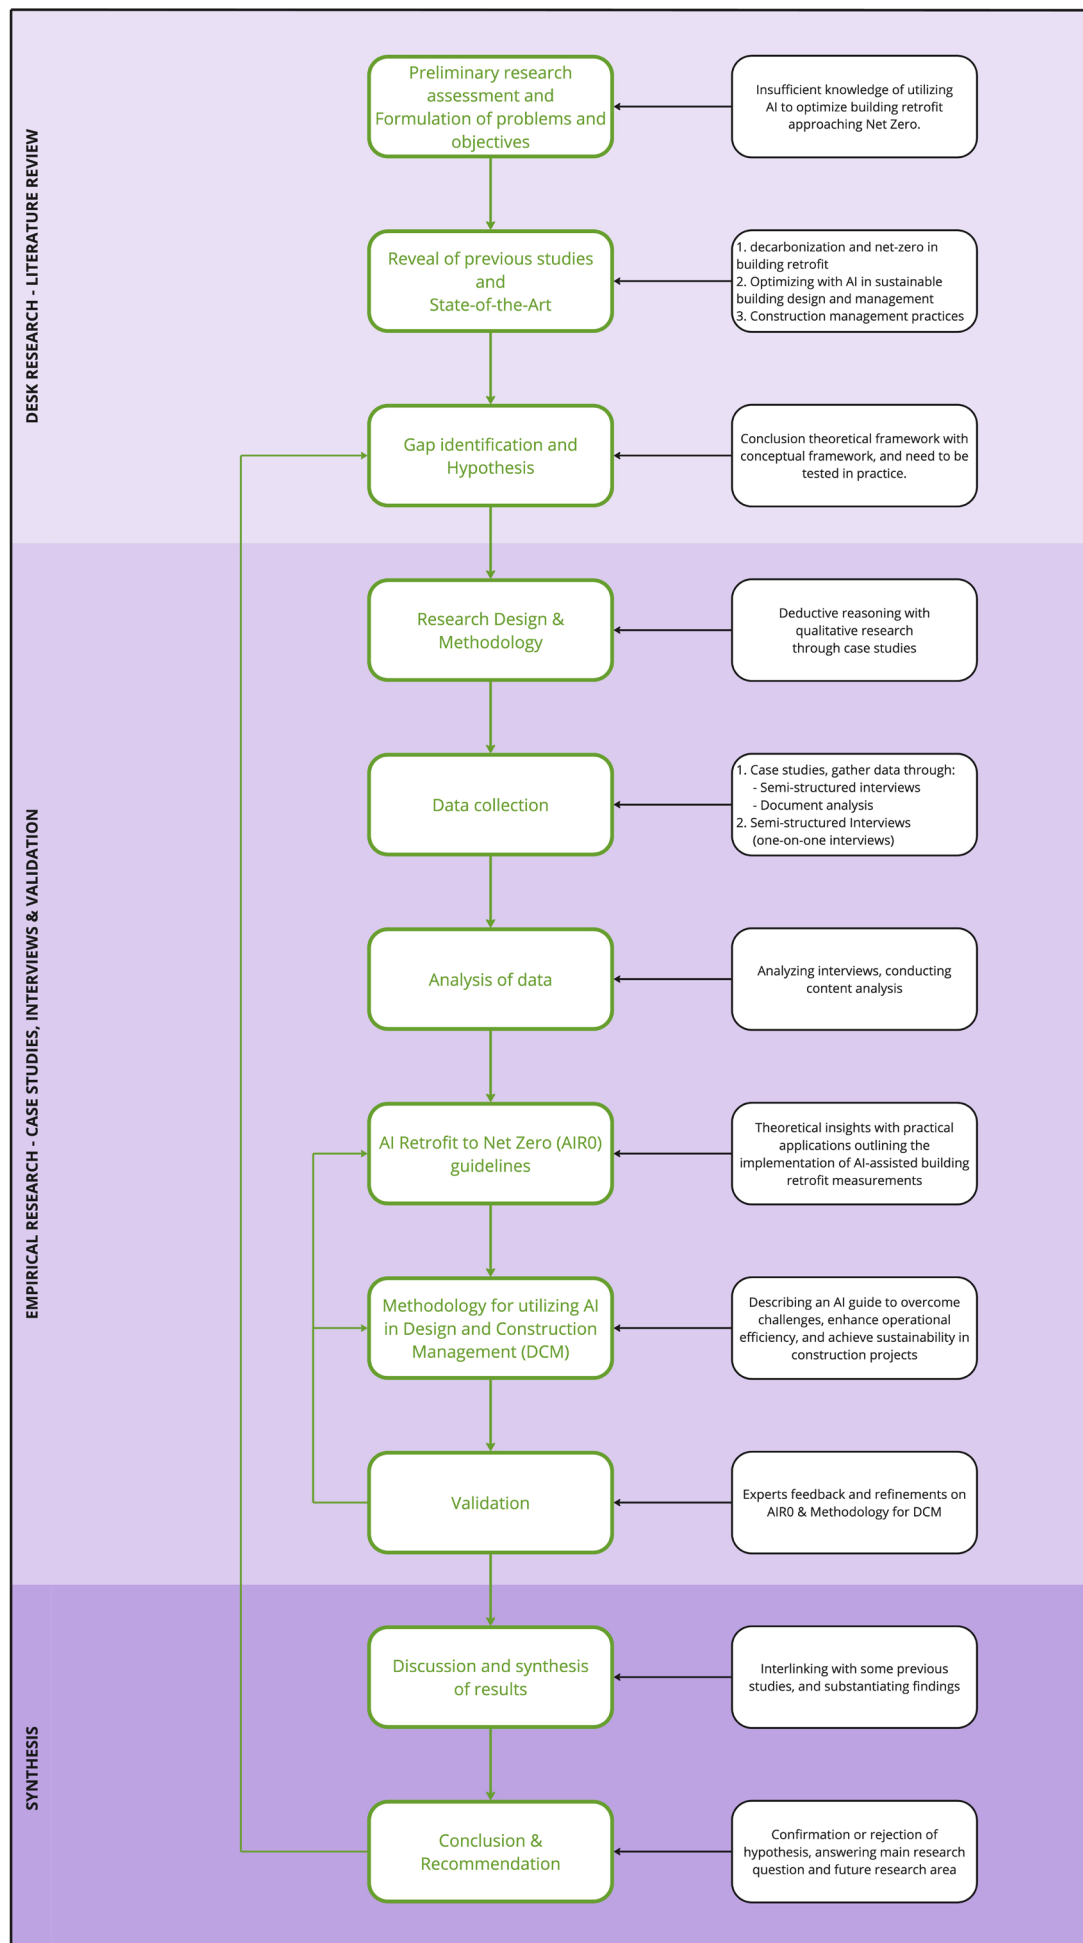 DESK RESEARCH - LITERATURE REVIEW
Preliminary research
assessment and
Formulation of problems and
objectives
Insufficient knowledge of utilizing
AI to optimize building retrofit
approaching Net Zero.
Reveal of previous studies
and
State-of-the-Art
1. decarbonization and net-zero in
building retrofit
2. Optimizing with AI in sustainable
building design and management
3. Construction management practices
Gap identification and
Hypothesis
Conclusion theoretical framework with
conceptual framework, and need to be
tested in practice.
EMPIRICAL RESEARCH - CASE STUDIES, INTERVIEWS & VALIDATION
Research Design &
Methodology
Deductive reasoning with
qualitative research
through case studies
Data collection
1. Case studies, gather data through:
- Semi-structured interviews
- Document analysis
2. Semi-structured Interviews
(one-on-one interviews)
Analysis of data
Analyzing interviews, conducting
content analysis
AI Retrofit to Net Zero (AIR0)
guidelines
Theoretical insights with practical
applications outlining the
implementation of AI-assisted building
retrofit measurements
Methodology for utilizing AI
in Design and Construction
Management (DCM)
Describing an AI guide to overcome
challenges, enhance operational
efficiency, and achieve sustainability in
construction projects
Validation
Experts feedback and refinements on
AIR0 & Methodology for DCM
SYNTHESIS
Discussion and synthesis
of results
Interlinking with some previous
studies, and substantiating findings
Conclusion &
Recommendation
Confirmation or rejection of
hypothesis, answering main research
question and future research area